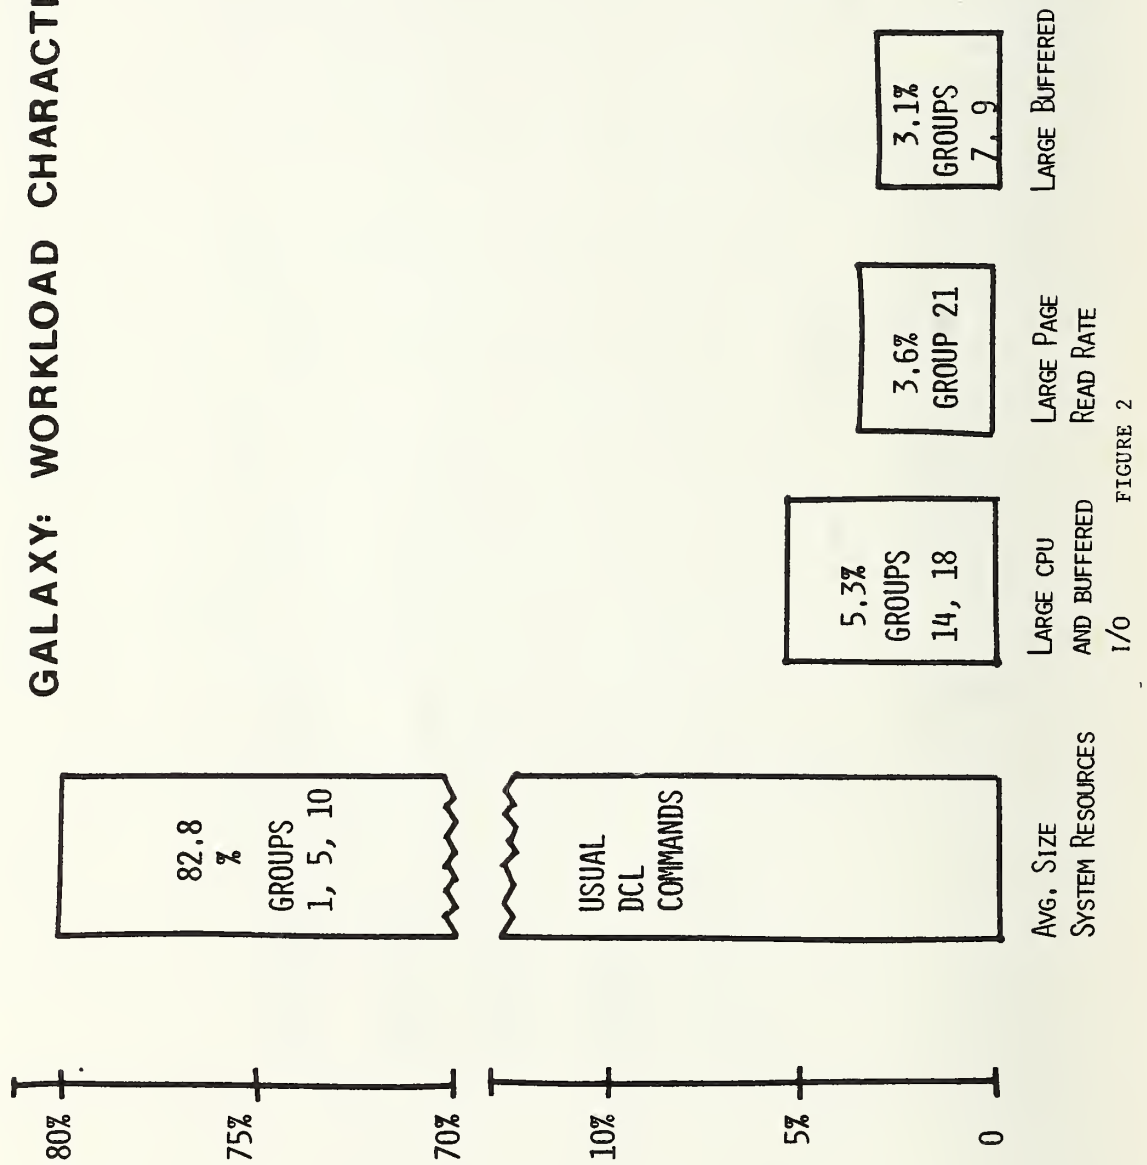 GALAXY: WORKLOAD
80%
75%
70%
10%
5%
0
82.8
%
GROUPS
1, 5, 10
USUAL
DCL
COMMANDS
5.3%
GROUPS
14, 18
3.6%
GROUP 21
3.1%
GROUPS
7, 9
AVG. SIZE
SYSTEM RESOURCES
LARGE CPU
AND BUFFERED
I/O
LARGE PAGE
READ RATE
LARGE BUFFERED
FIGURE 2